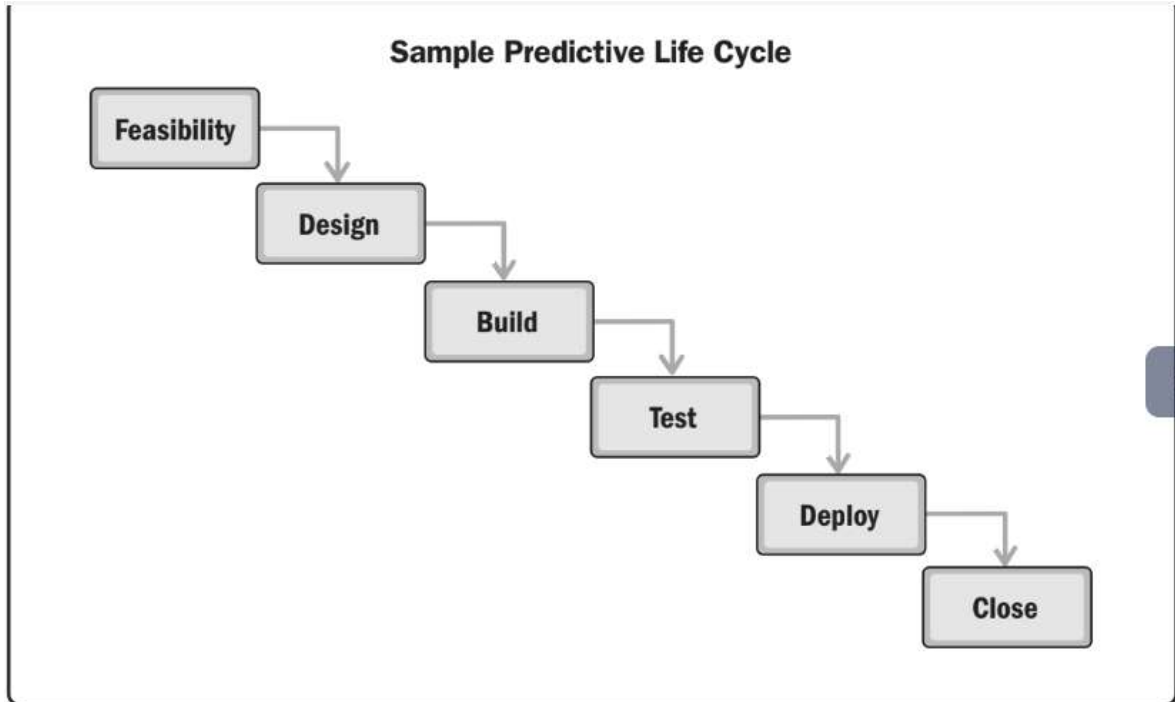 Sample Predictive Life Cycle
Feasibility
Design
Build
Test
Deploy
Close